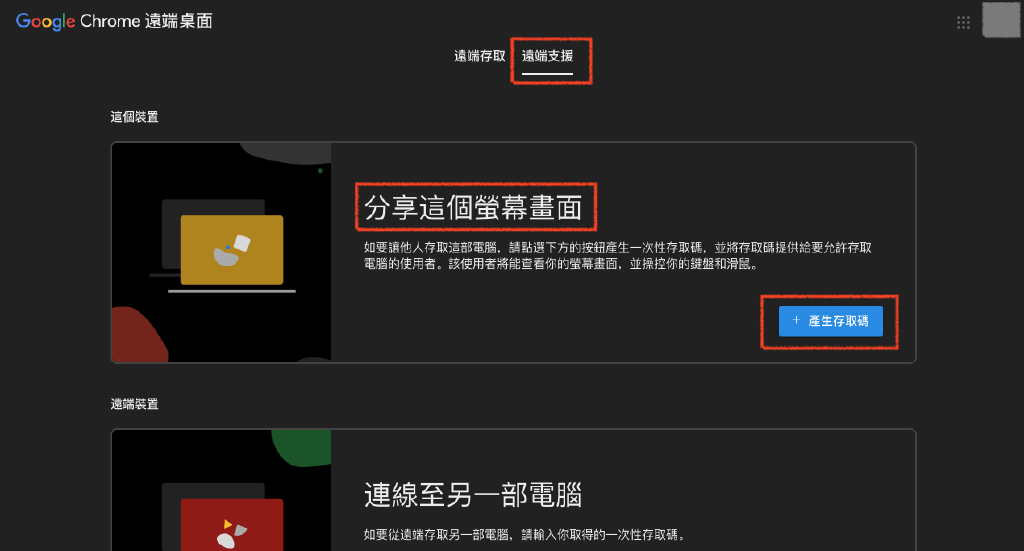 Google Chrome 遠端桌面
遠端存取 遠端支援
這個裝置
分享這個螢幕畫面
如要讓他人存取這部電腦，請點選下方的按鈕產生一次性存取碼，並將存取碼提供給要允許存取
電腦的使用者。該使用者將能查看你的螢幕畫面，並操控你的鍵盤和滑鼠。
+ 產生存取碼
遠端裝置
連線至另一部電腦
如要從遠端存取另一部電腦，請輸入你取得的一次性存取碼。